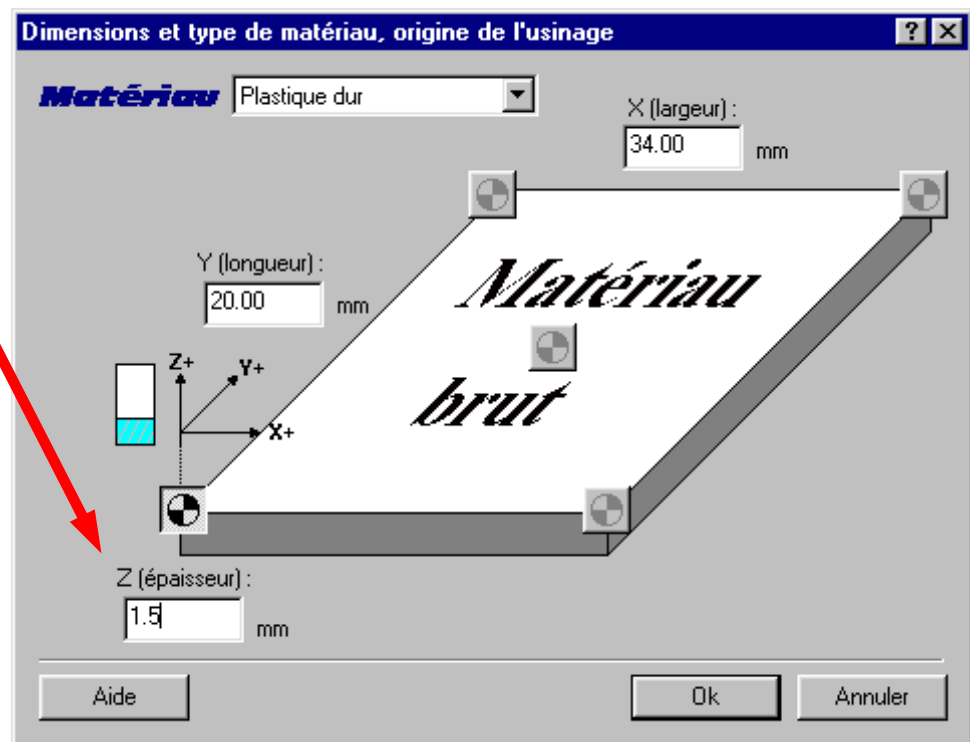 Dimensions et type de matériau, origine de l'usinage
Matériau
Plastique dur
X (largeur) :
34.00 mm
Y (longueur) :
20.00 mm
Matériau
brut
Z+
Y+
X+
Z (épaisseur) :
1.5 mm
Aide
Ok
Annuler